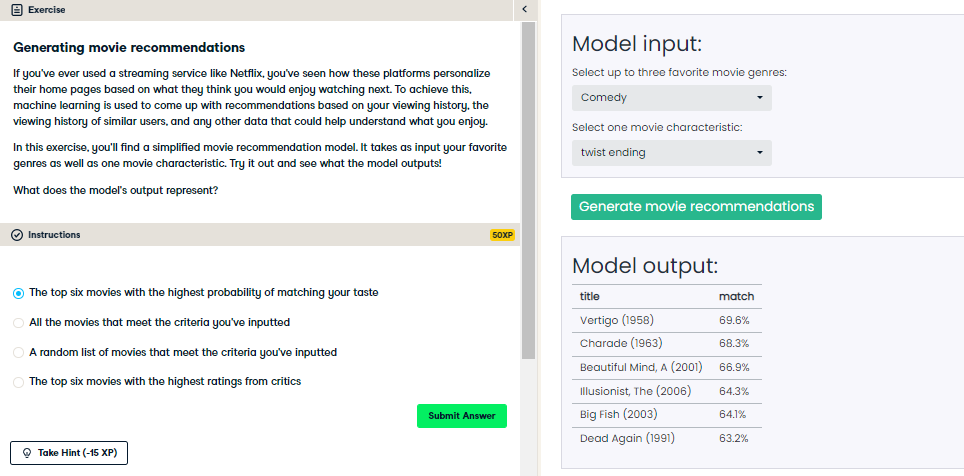 Exercise
Generating movie recommendations
If you've ever used a streaming service like Netflix, you've seen how these platforms personalize
their home pages based on what they think you would enjoy watching next. To achieve this,
machine learning is used to come up with recommendations based on your viewing history, the
viewing history of similar users, and any other data that could help understand what you enjoy.
In this exercise, you'll find a simplified movie recommendation model. It takes as input your favorite
genres as well as one movie characteristic. Try it out and see what the model outputs!
What does the model's output represent?
Instructions
50XP
The top six movies with the highest probability of matching your taste
All the movies that meet the criteria you've inputted
A random list of movies that meet the criteria you've inputted
The top six movies with the highest ratings from critics
Submit Answer
Take Hint (-15 XP)
Model input:
Select up to three favorite movie genres:
Comedy
Select one movie characteristic:
twist ending
Generate movie recommendations
Model output:
title match
Vertigo (1958) 69.6%
Charade (1963) 68.3%
Beautiful Mind, A (2001) 66.9%
Illusionist, The (2006) 64.3%
Big Fish (2003) 64.1%
Dead Again (1991) 63.2%